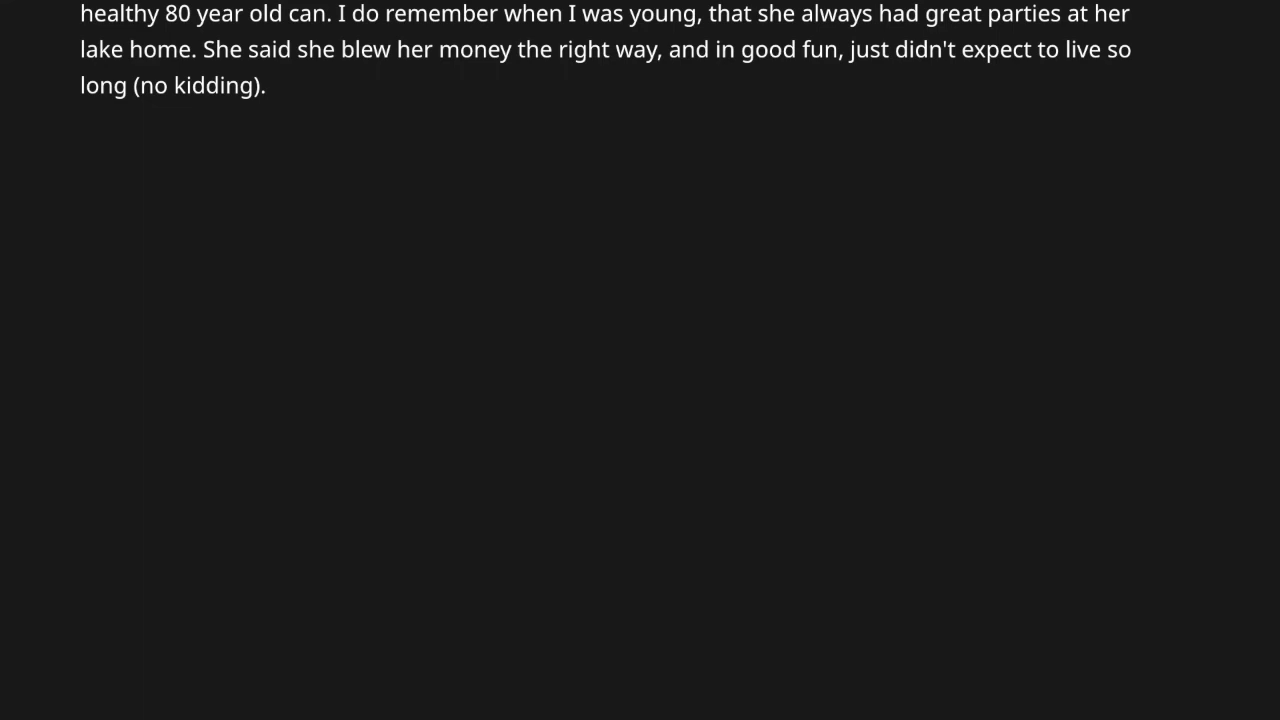 healthy 80 year old can. I do remember when I was young, that she always had great parties at her
lake home. She said she blew her money the right way, and in good fun, just didn't expect to live so
long (no kidding).